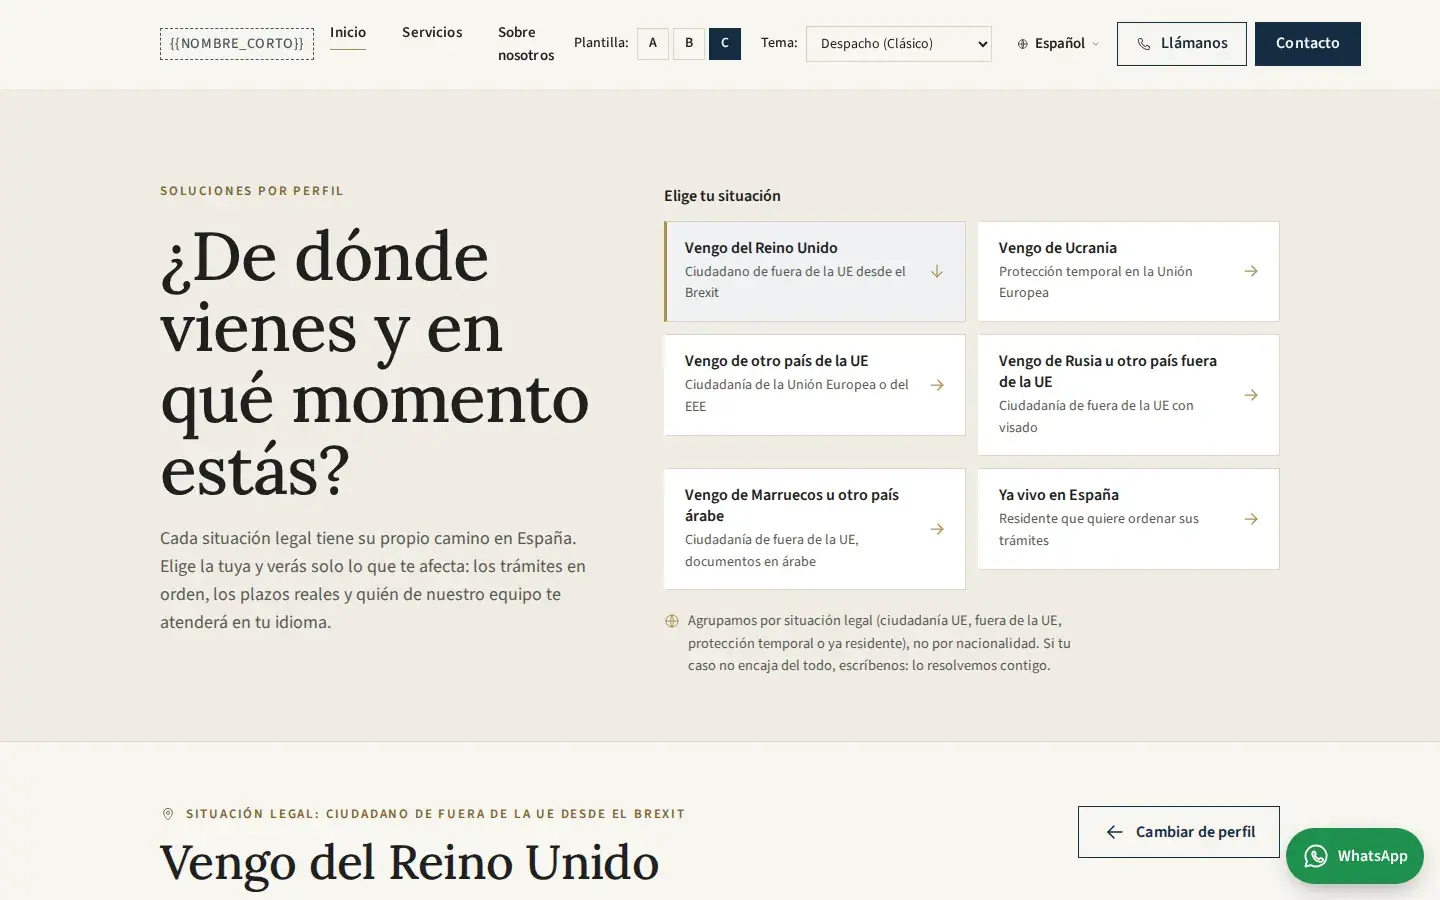 {{NOMBRE_CORTO}}
Inicio
Servicios
Sobre
nosotros
Plantilla:
A
B
C
Tema:
Despacho (Clásico)
Español
Llámanos
Contacto
SOLUCIONES POR PERFIL
¿De dónde
vienes y en
qué momento
estás?
Cada situación legal tiene su propio camino en España.
Elige la tuya y verás solo lo que te afecta: los trámites en
orden, los plazos reales y quién de nuestro equipo te
atenderá en tu idioma.
Elige tu situación
Vengo del Reino Unido
Ciudadano de fuera de la UE desde el
Brexit
Vengo de Ucrania
Protección temporal en la Unión
Europea
Vengo de otro país de la UE
Ciudadanía de la Unión Europea o del
EEE
Vengo de Rusia u otro país fuera
de la UE
Ciudadanía de fuera de la UE con
visado
Vengo de Marruecos u otro país
árabe
Ciudadanía de fuera de la UE,
documentos en árabe
Ya vivo en España
Residente que quiere ordenar sus
trámites
Agrupamos por situación legal (ciudadanía UE, fuera de la UE,
protección temporal o ya residente), no por nacionalidad. Si tu
caso no encaja del todo, escríbenos: lo resolvemos contigo.
SITUACIÓN LEGAL: CIUDADANO DE FUERA DE LA UE DESDE EL BREXIT
Vengo del Reino Unido
Cambiar de perfil
WhatsApp